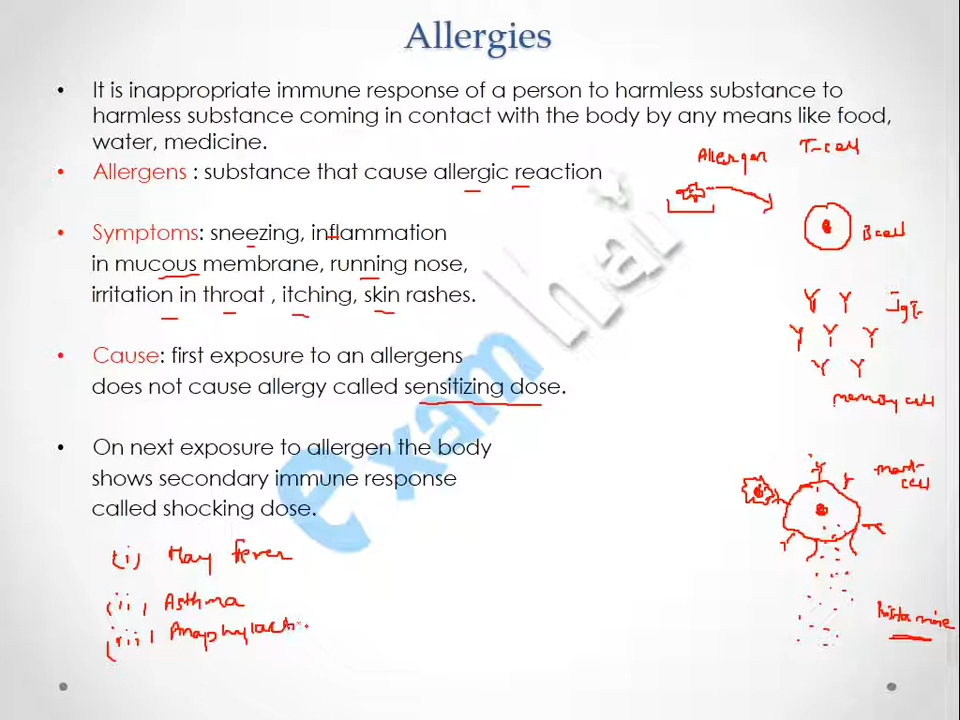 Allergies
• It is inappropriate immune response of a person to harmless substance to
harmless substance coming in contact with the body by any means like food,
water, medicine.
Allergen T-cell
• Allergens : substance that cause allergic reaction
B cell
• Symptoms: sneezing, inflammation
in mucous membrane, running nose,
irritation in throat , itching, skin rashes.
IgE
• Cause: first exposure to an allergens
does not cause allergy called sensitizing dose.
memory cell
• On next exposure to allergen the body
shows secondary immune response
called shocking dose.
mast
cell
(i) Hay fever
(ii) Asthma
(iii)
histamine
exam hai